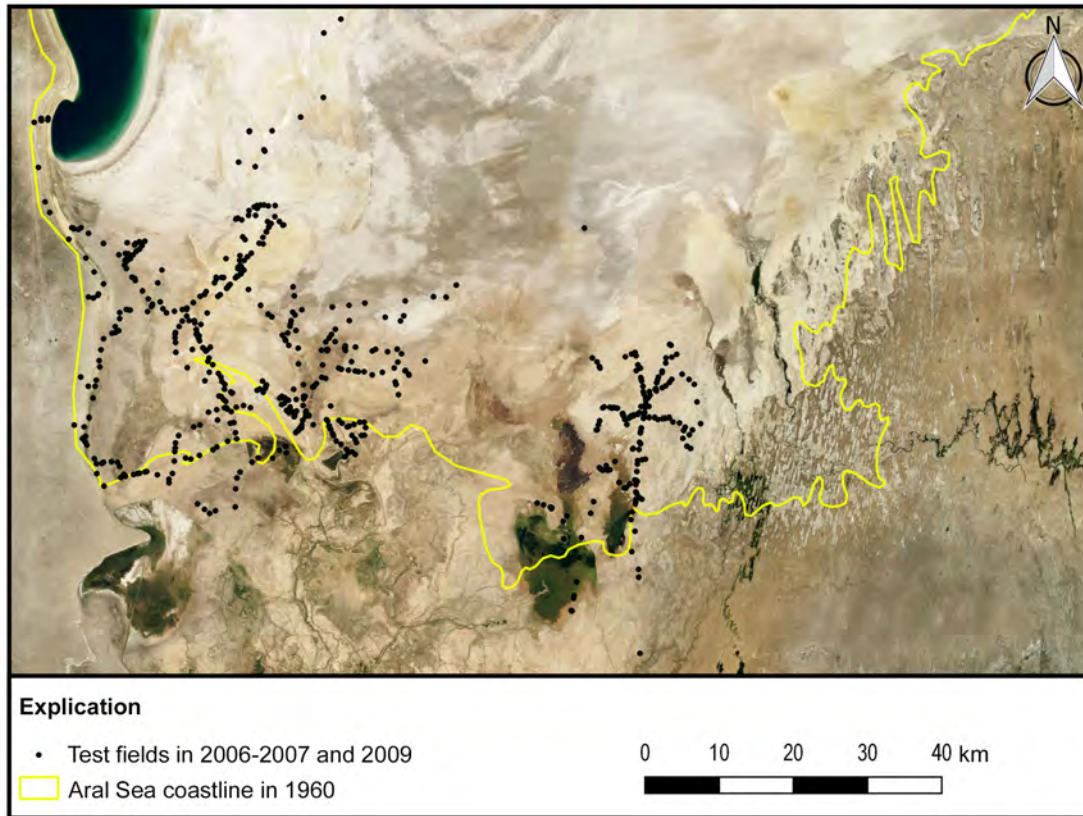 N
Explication
Test fields in 2006-2007 and 2009
Aral Sea coastline in 1960
0 10 20 30 40 km